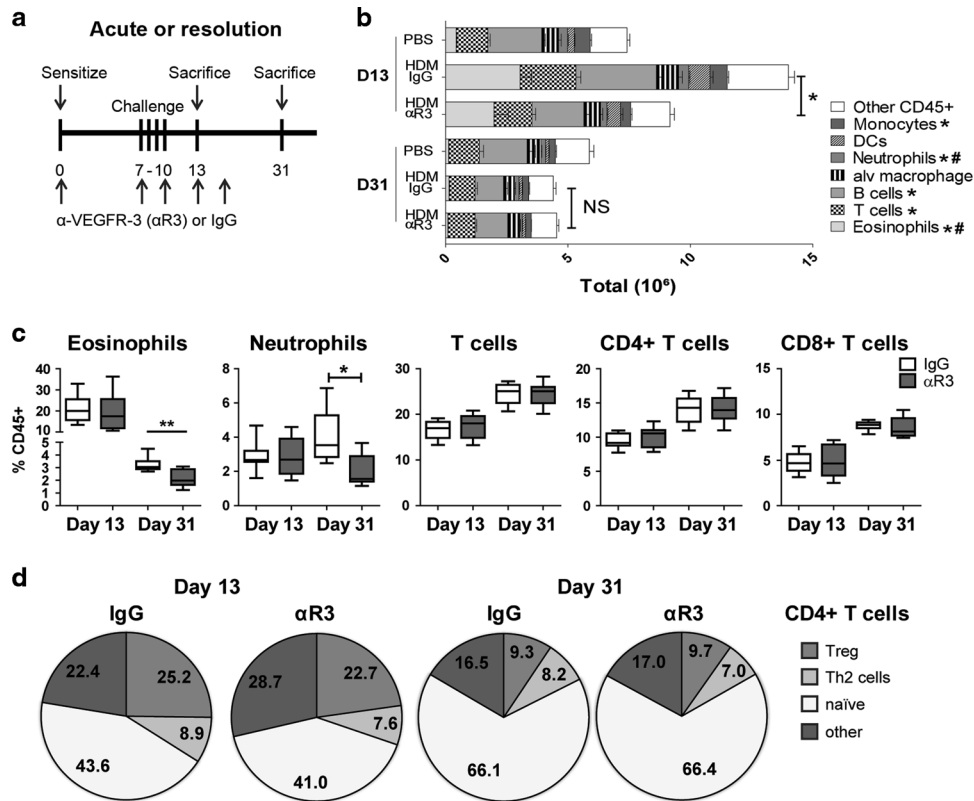 a
Acute or resolution
Sensitize
Sacrifice
Sacrifice
Challenge
0
7 - 10
13
31
α-VEGFR-3 (αR3) or IgG
b
D13
PBS
HDM
IgG
HDM
αR3
D31
PBS
HDM
IgG
HDM
αR3
*
NS
0
5
10
15
Total (10⁶)
Other CD45+
Monocytes *
DCs
Neutrophils *#
alv macrophage
B cells *
T cells *
Eosinophils *#
c
Eosinophils
% CD45+
40
30
20
10
5
4
3
2
1
0
**
Day 13
Day 31
Neutrophils
8
6
4
2
0
*
Day 13
Day 31
T cells
30
20
10
0
Day 13
Day 31
CD4+ T cells
20
15
10
5
0
Day 13
Day 31
CD8+ T cells
15
10
5
0
Day 13
Day 31
IgG
αR3
d
Day 13
Day 31
IgG
αR3
IgG
αR3
CD4+ T cells
22.4
25.2
8.9
43.6
28.7
22.7
7.6
41.0
16.5
9.3
8.2
66.1
17.0
9.7
7.0
66.4
Treg
Th2 cells
naïve
other